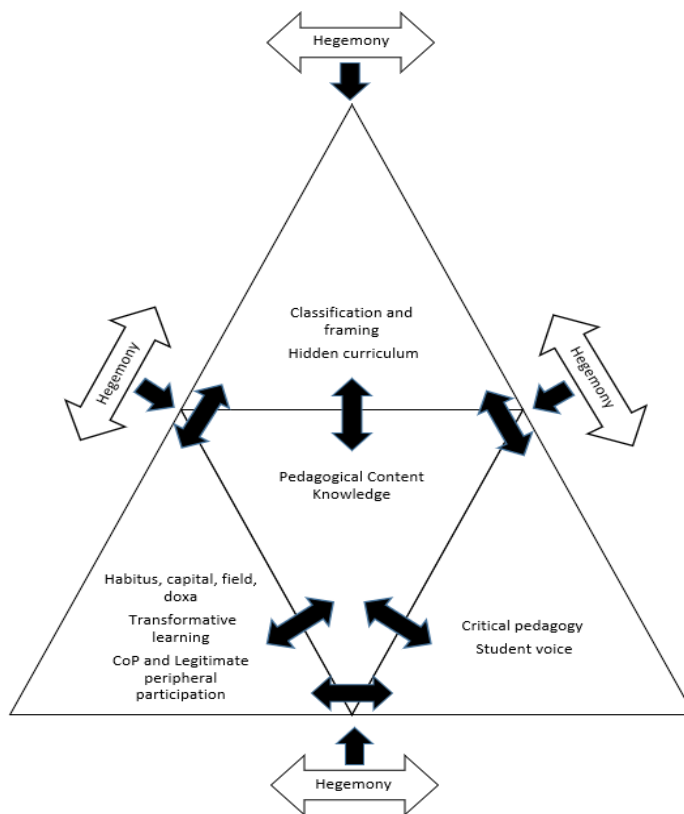 Hegemony
Classification and
framing
Hidden curriculum
Hegemony
Hegemony
Pedagogical Content
Knowledge
Habitus, capital, field,
doxa
Transformative
learning
CoP and Legitimate
peripheral
participation
Critical pedagogy
Student voice
Hegemony